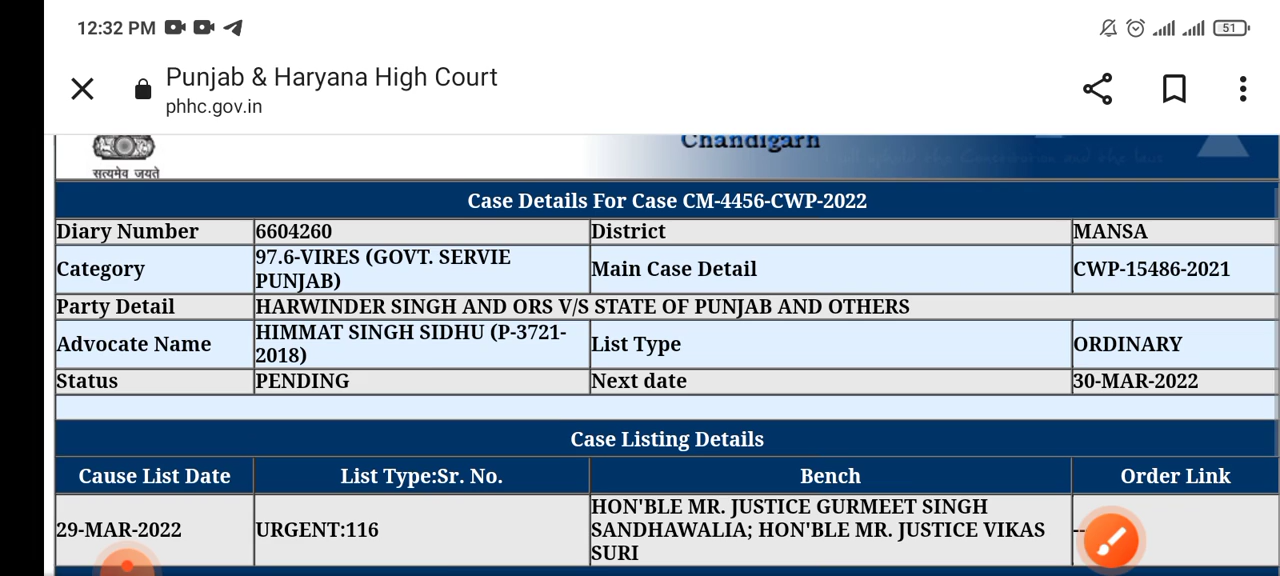 12:32 PM
51
Punjab & Haryana High Court
phhc.gov.in
सत्यमेव जयते
Chandigarh
and the law
Case Details For Case CM-4456-CWP-2022
Diary Number 6604260 District MANSA
Category 97.6-VIRES (GOVT. SERVIE PUNJAB) Main Case Detail CWP-15486-2021
Party Detail HARWINDER SINGH AND ORS V/S STATE OF PUNJAB AND OTHERS
Advocate Name HIMMAT SINGH SIDHU (P-3721-2018) List Type ORDINARY
Status PENDING Next date 30-MAR-2022
Case Listing Details
Cause List Date List Type:Sr. No. Bench Order Link
29-MAR-2022 URGENT:116 HON'BLE MR. JUSTICE GURMEET SINGH SANDHAWALIA; HON'BLE MR. JUSTICE VIKAS SURI --